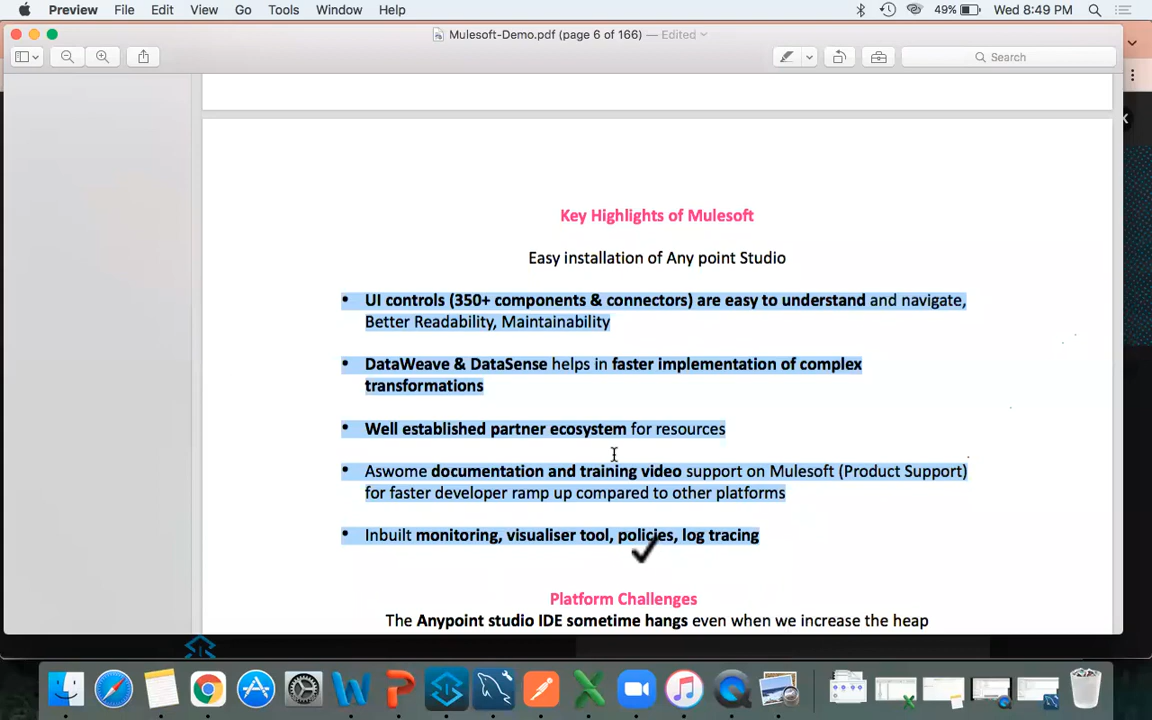 Preview File Edit View Go Tools Window Help 49% Wed 8:49 PM
Mulesoft-Demo.pdf (page 6 of 166) — Edited
Search
Key Highlights of Mulesoft
Easy installation of Any point Studio
• UI controls (350+ components & connectors) are easy to understand and navigate,
Better Readability, Maintainability
• DataWeave & DataSense helps in faster implementation of complex
transformations
• Well established partner ecosystem for resources
• Aswome documentation and training video support on Mulesoft (Product Support)
for faster developer ramp up compared to other platforms
• Inbuilt monitoring, visualiser tool, policies, log tracing
Platform Challenges
The Anypoint studio IDE sometime hangs even when we increase the heap